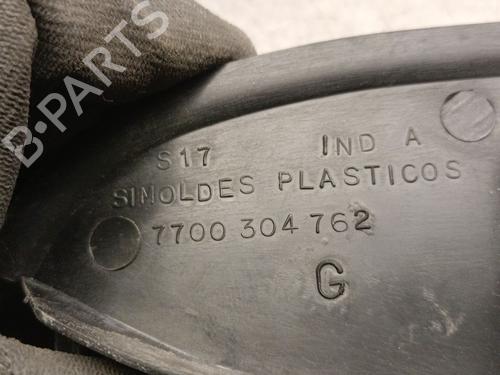 B-PARTS
S17 IND A
SIMOLDES PLASTICOS
7700 304 762
G